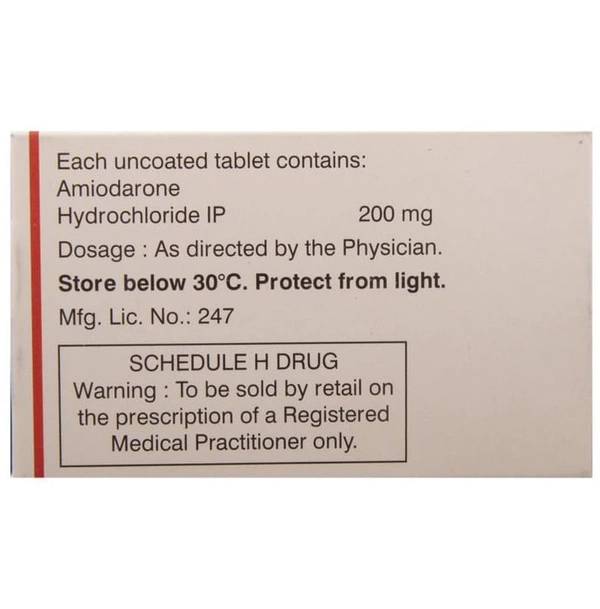 Each uncoated tablet contains:
Amiodarone
Hydrochloride IP 200 mg
Dosage : As directed by the Physician.
Store below 30°C. Protect from light.
Mfg. Lic. No.: 247
SCHEDULE H DRUG
Warning : To be sold by retail on
the prescription of a Registered
Medical Practitioner only.